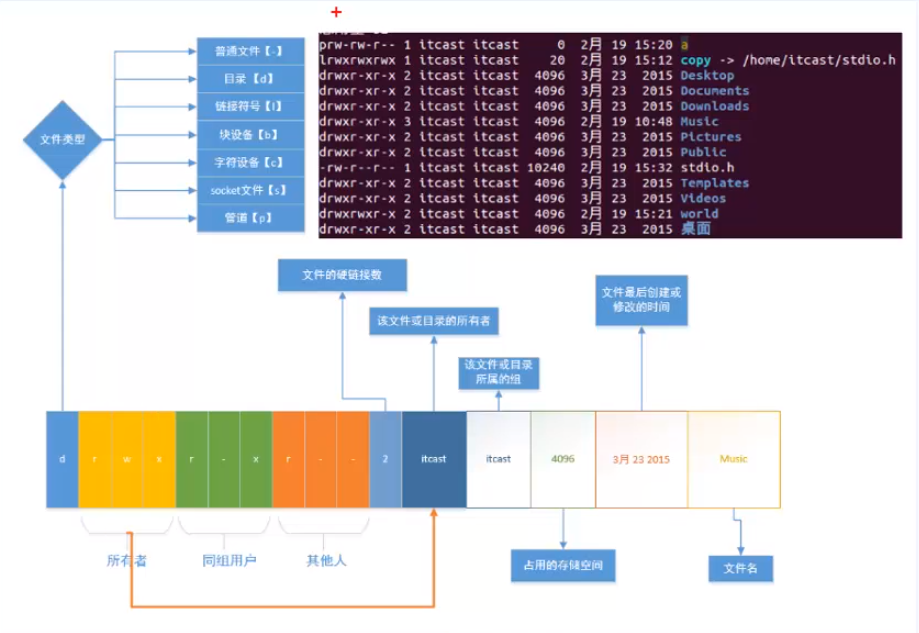 普通文件【-】
目录【d】
链接符号【l】
块设备【b】
字符设备【c】
socket文件【s】
管道【p】
文件类型
prw-rw-r-- 1 itcast itcast 0 2月 19 15:20 a
lrwxrwxrwx 1 itcast itcast 20 2月 19 15:12 copy -> /home/itcast/stdio.h
drwxr-xr-x 2 itcast itcast 4096 3月 23 2015 Desktop
drwxr-xr-x 2 itcast itcast 4096 3月 23 2015 Documents
drwxr-xr-x 2 itcast itcast 4096 3月 23 2015 Downloads
drwxr-xr-x 3 itcast itcast 4096 2月 19 10:48 Music
drwxr-xr-x 2 itcast itcast 4096 3月 23 2015 Pictures
drwxr-xr-x 2 itcast itcast 4096 3月 23 2015 Public
-rw-r--r-- 1 itcast itcast 10240 2月 19 15:32 stdio.h
drwxr-xr-x 2 itcast itcast 4096 3月 23 2015 Templates
drwxr-xr-x 2 itcast itcast 4096 3月 23 2015 Videos
drwxrwxr-x 2 itcast itcast 4096 2月 19 15:21 world
drwxr-xr-x 2 itcast itcast 4096 3月 23 2015 桌面
文件的硬链接数
该文件或目录的所有者
该文件或目录
所属的组
文件最后创建或
修改的时间
d r w x r - x r - - 2 itcast itcast 4096 3月 23 2015 Music
所有者 同组用户 其他人
占用的存储空间
文件名